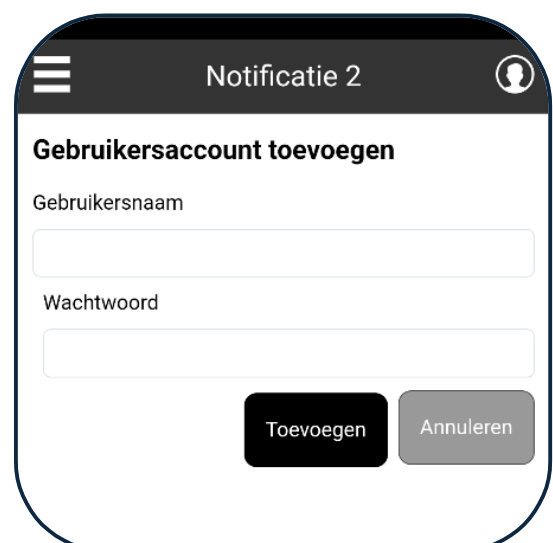 Notificatie 2
Gebruikersaccount toevoegen
Gebruikersnaam
Wachtwoord
Toevoegen Annuleren